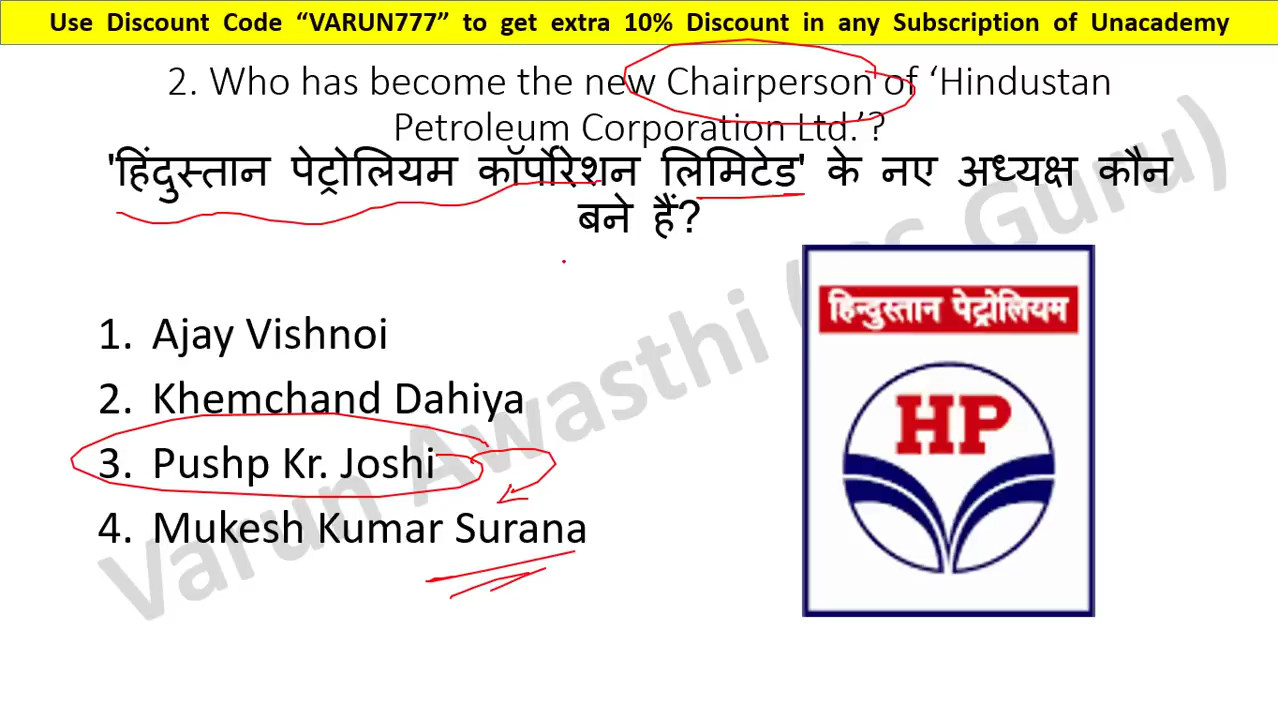 Use Discount Code “VARUN777” to get extra 10% Discount in any Subscription of Unacademy
2. Who has become the new Chairperson of ‘Hindustan
Petroleum Corporation Ltd.’?
'हिंदुस्तान पेट्रोलियम कॉर्पोरेशन लिमिटेड' के नए अध्यक्ष कौन
बने हैं?
1. Ajay Vishnoi
2. Khemchand Dahiya
3. Pushp Kr. Joshi
4. Mukesh Kumar Surana
हिन्दुस्तान पेट्रोलियम
HP